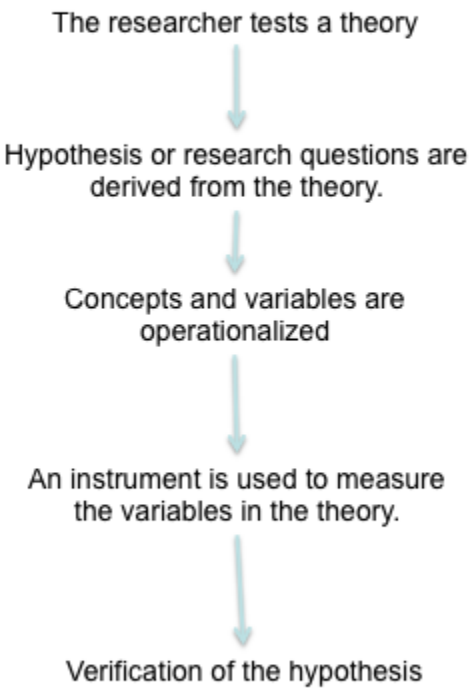 The researcher tests a theory
Hypothesis or research questions are
derived from the theory.
Concepts and variables are
operationalized
An instrument is used to measure
the variables in the theory.
Verification of the hypothesis